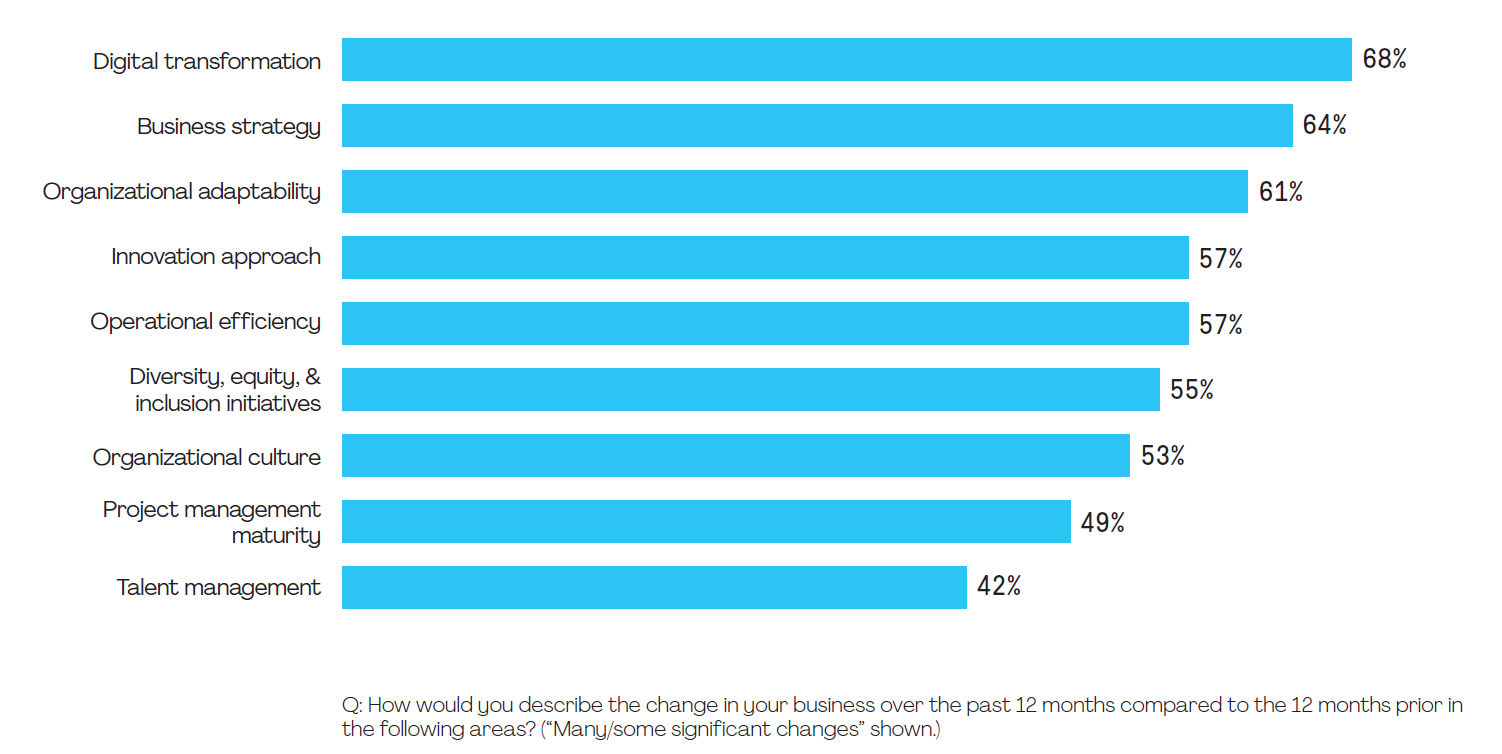 Digital transformation 68%
Business strategy 64%
Organizational adaptability 61%
Innovation approach 57%
Operational efficiency 57%
Diversity, equity, &
inclusion initiatives 55%
Organizational culture 53%
Project management
maturity 49%
Talent management 42%
Q: How would you describe the change in your business over the past 12 months compared to the 12 months prior in
the following areas? (“Many/some significant changes” shown.)